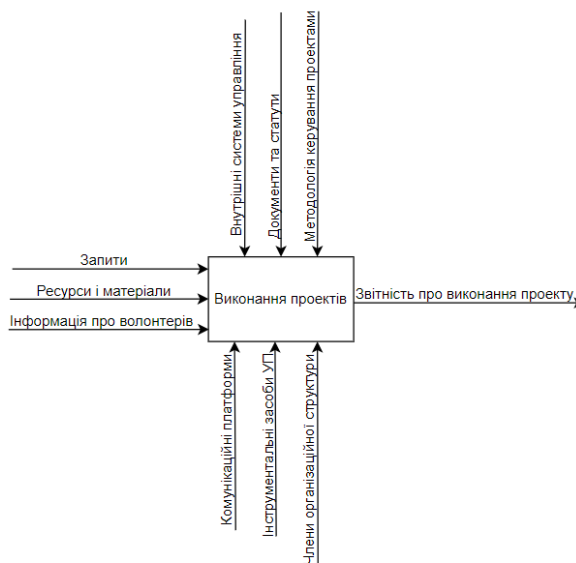 Внутрішні системи управління
Документи та статути
Методологія керування проектами
Запити
Ресурси і матеріали
Інформація про волонтерів
Виконання проектів
Звітність про виконання проекту
Комунікаційні платформи
Інструментальні засоби УП
Члени організаційної структури